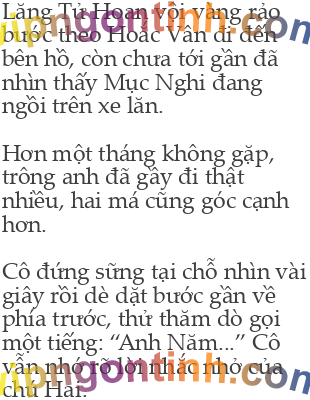 Lăng Tử Hoan vội vàng rảo
bước theo Hoắc Vân đi đến
bên hồ, còn chưa tới gần đã
nhìn thấy Mục Nghi đang
ngồi trên xe lăn.
Hơn một tháng không gặp,
trông anh đã gầy đi thật
nhiều, hai má cũng góc cạnh
hơn.
Cô đứng sững tại chỗ nhìn vài
giây rồi dè dặt bước gần về
phía trước, thử thăm dò gọi
một tiếng: “Anh Năm...” Cô
vẫn nhớ rõ lời nhắc nhở của
chú Hai.
vipngontinh.com
vipngontinh.com